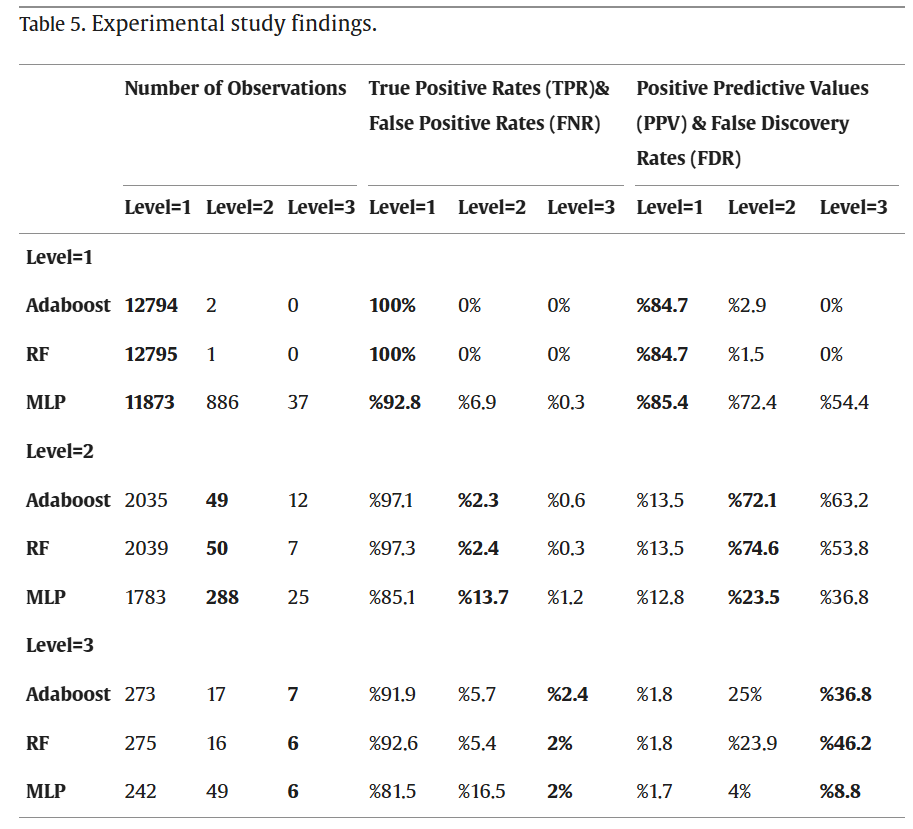 Table 5. Experimental study findings.
Number of Observations True Positive Rates (TPR)& Positive Predictive Values
False Positive Rates (FNR) (PPV) & False Discovery
Rates (FDR)
Level=1 Level=2 Level=3 Level=1 Level=2 Level=3 Level=1 Level=2 Level=3
Level=1
Adaboost 12794 2 0 100% 0% 0% %84.7 %2.9 0%
RF 12795 1 0 100% 0% 0% %84.7 %1.5 0%
MLP 11873 886 37 %92.8 %6.9 %0.3 %85.4 %72.4 %54.4
Level=2
Adaboost 2035 49 12 %97.1 %2.3 %0.6 %13.5 %72.1 %63.2
RF 2039 50 7 %97.3 %2.4 %0.3 %13.5 %74.6 %53.8
MLP 1783 288 25 %85.1 %13.7 %1.2 %12.8 %23.5 %36.8
Level=3
Adaboost 273 17 7 %91.9 %5.7 %2.4 %1.8 25% %36.8
RF 275 16 6 %92.6 %5.4 2% %1.8 %23.9 %46.2
MLP 242 49 6 %81.5 %16.5 2% %1.7 4% %8.8